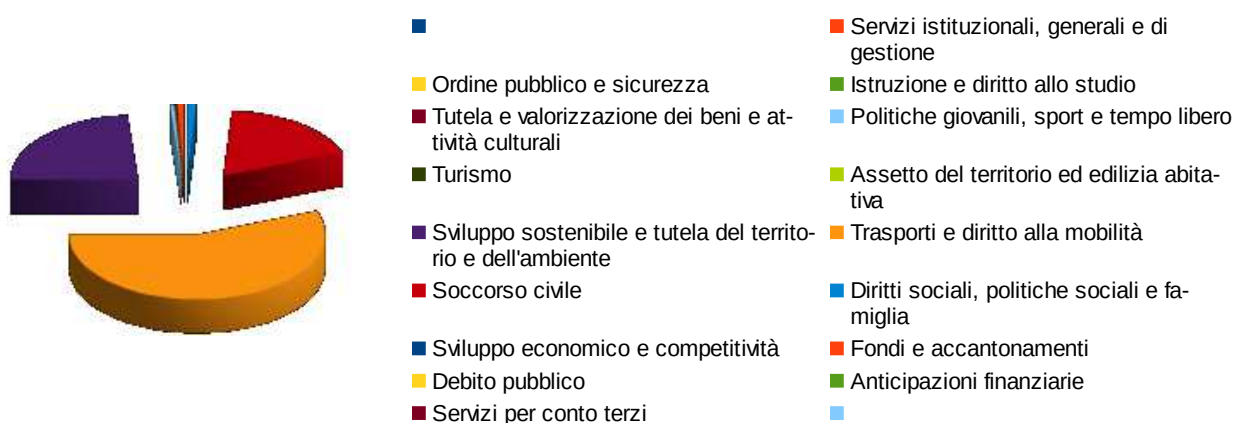 Servizi istituzionali, generali e di
gestione
Ordine pubblico e sicurezza
Istruzione e diritto allo studio
Tutela e valorizzazione dei beni e at-
tività culturali
Politiche giovanili, sport e tempo libero
Turismo
Assetto del territorio ed edilizia abita-
tiva
Sviluppo sostenibile e tutela del territo-
rio e dell'ambiente
Trasporti e diritto alla mobilità
Soccorso civile
Diritti sociali, politiche sociali e fa-
miglia
Sviluppo economico e competitività
Fondi e accantonamenti
Debito pubblico
Anticipazioni finanziarie
Servizi per conto terzi